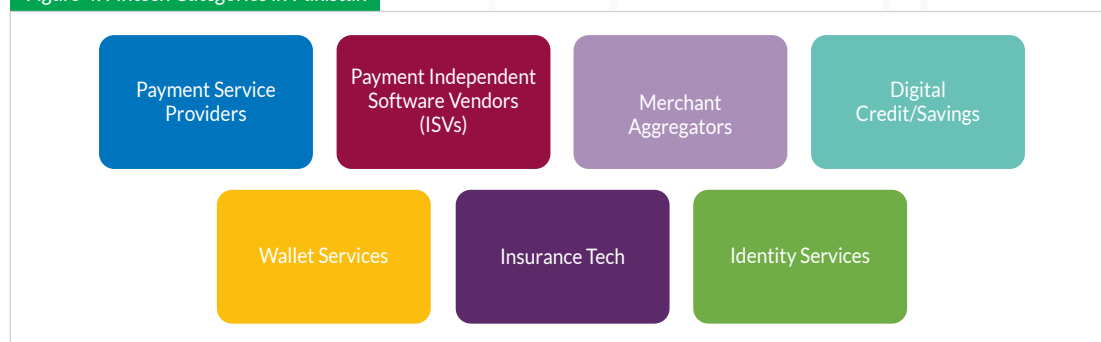 Payment Service
Providers
Payment Independent
Software Vendors
(ISVs)
Merchant
Aggregators
Digital
Credit/Savings
Wallet Services
Insurance Tech
Identity Services